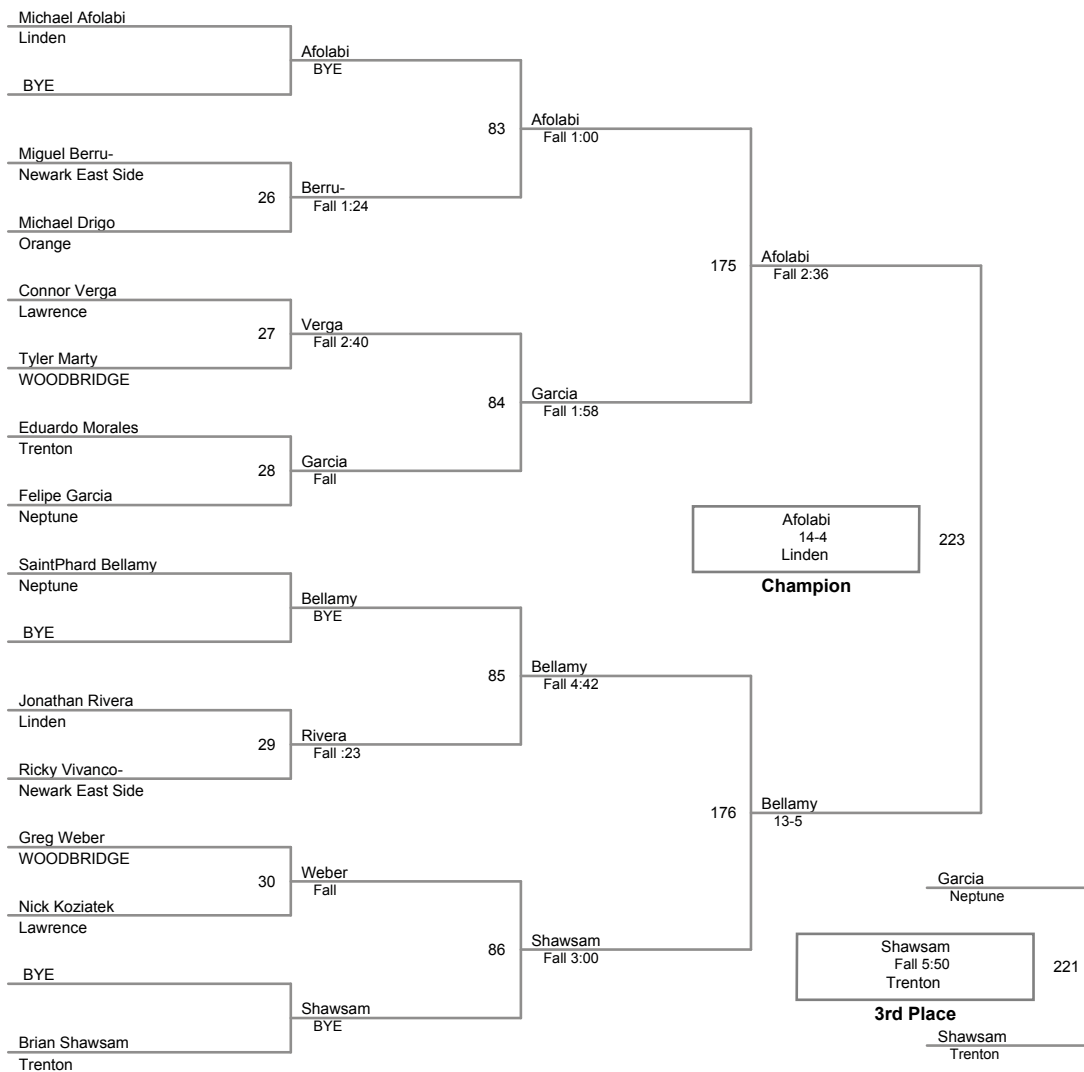 Michael Afolabi
Linden
BYE
Afolabi
BYE
83
Afolabi
Fall 1:00
Miguel Berru-
Newark East Side
26
Berru-
Fall 1:24
Michael Drigo
Orange
175
Afolabi
Fall 2:36
Connor Verga
Lawrence
27
Verga
Fall 2:40
Tyler Marty
WOODBRIDGE
84
Garcia
Fall 1:58
Eduardo Morales
Trenton
28
Garcia
Fall
Felipe Garcia
Neptune
Afolabi
14-4
Linden
223
Champion
SaintPhard Bellamy
Neptune
BYE
Bellamy
BYE
85
Bellamy
Fall 4:42
Jonathan Rivera
Linden
29
Rivera
Fall :23
Ricky Vivanco-
Newark East Side
176
Bellamy
13-5
Greg Weber
WOODBRIDGE
30
Weber
Fall
Nick Koziatek
Lawrence
86
Shawsam
Fall 3:00
BYE
Shawsam
BYE
Brian Shawsam
Trenton
Garcia
Neptune
Shawsam
Fall 5:50
Trenton
221
3rd Place
Shawsam
Trenton